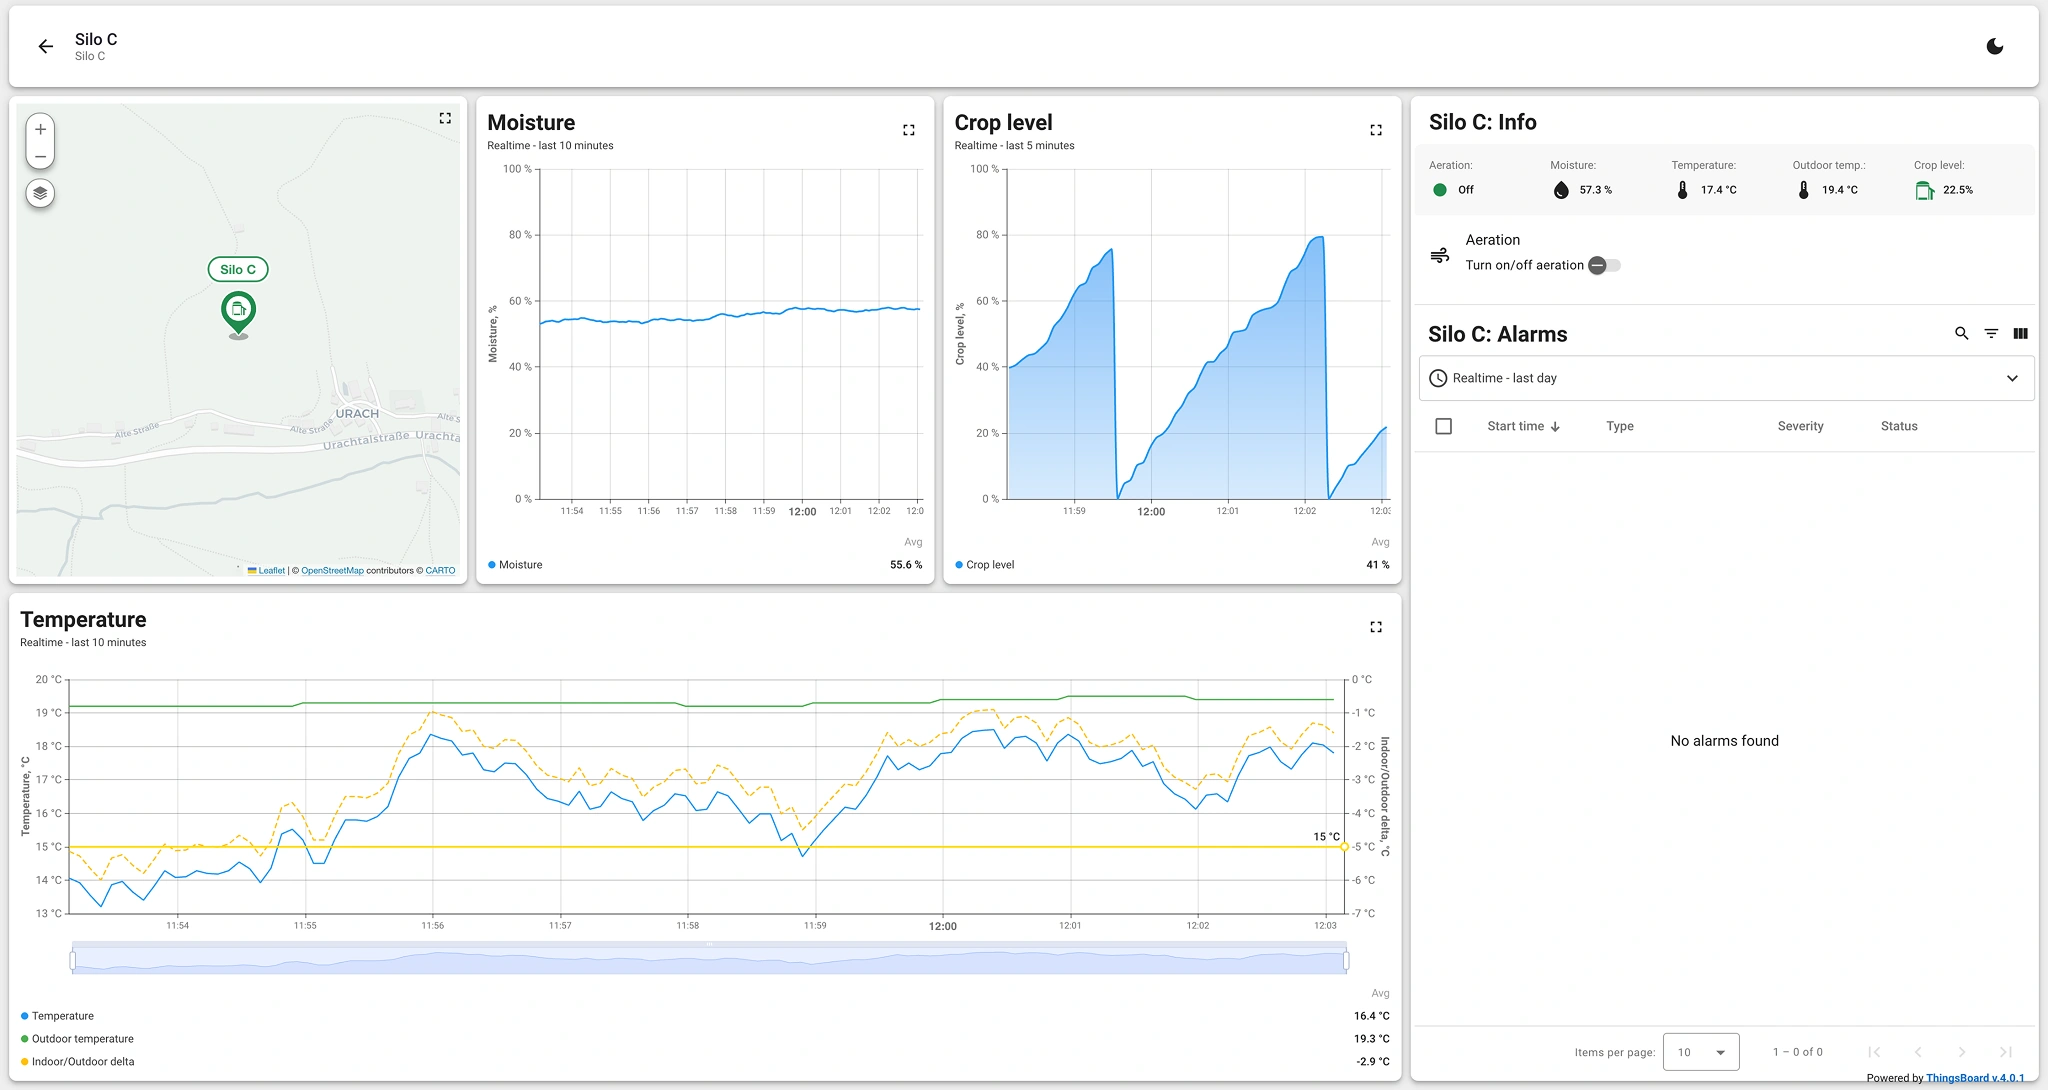 Silo C
Silo C
+
−
Silo C
URACH
Alte Straße
Alte Straße
Alte S
Urachtalstraße
Urachta
Leaflet | © OpenStreetMap contributors © CARTO
Moisture
Realtime - last 10 minutes
100 %
80 %
60 %
40 %
20 %
0 %
Moisture, %
11:54 11:55 11:56 11:57 11:58 11:59 12:00 12:01 12:02 12:0
Avg
Moisture 55.6 %
Crop level
Realtime - last 5 minutes
100 %
80 %
60 %
40 %
20 %
0 %
Crop level, %
11:59 12:00 12:01 12:02 12:03
Avg
Crop level 41 %
Silo C: Info
Aeration: Moisture: Temperature: Outdoor temp.: Crop level:
Off 57.3 % 17.4 °C 19.4 °C 22.5%
Aeration
Turn on/off aeration
Silo C: Alarms
Realtime - last day
Start time Type Severity Status
No alarms found
Items per page: 10 1 – 0 of 0
Powered by ThingsBoard v.4.0.1
Temperature
Realtime - last 10 minutes
20 °C
19 °C
18 °C
17 °C
16 °C
15 °C
14 °C
13 °C
Temperature, °C
15 °C
0 °C
-1 °C
-2 °C
-3 °C
-4 °C
-5 °C
-6 °C
-7 °C
Indoor/Outdoor delta, °C
11:54 11:55 11:56 11:57 11:58 11:59 12:00 12:01 12:02 12:03
Avg
Temperature 16.4 °C
Outdoor temperature 19.3 °C
Indoor/Outdoor delta -2.9 °C